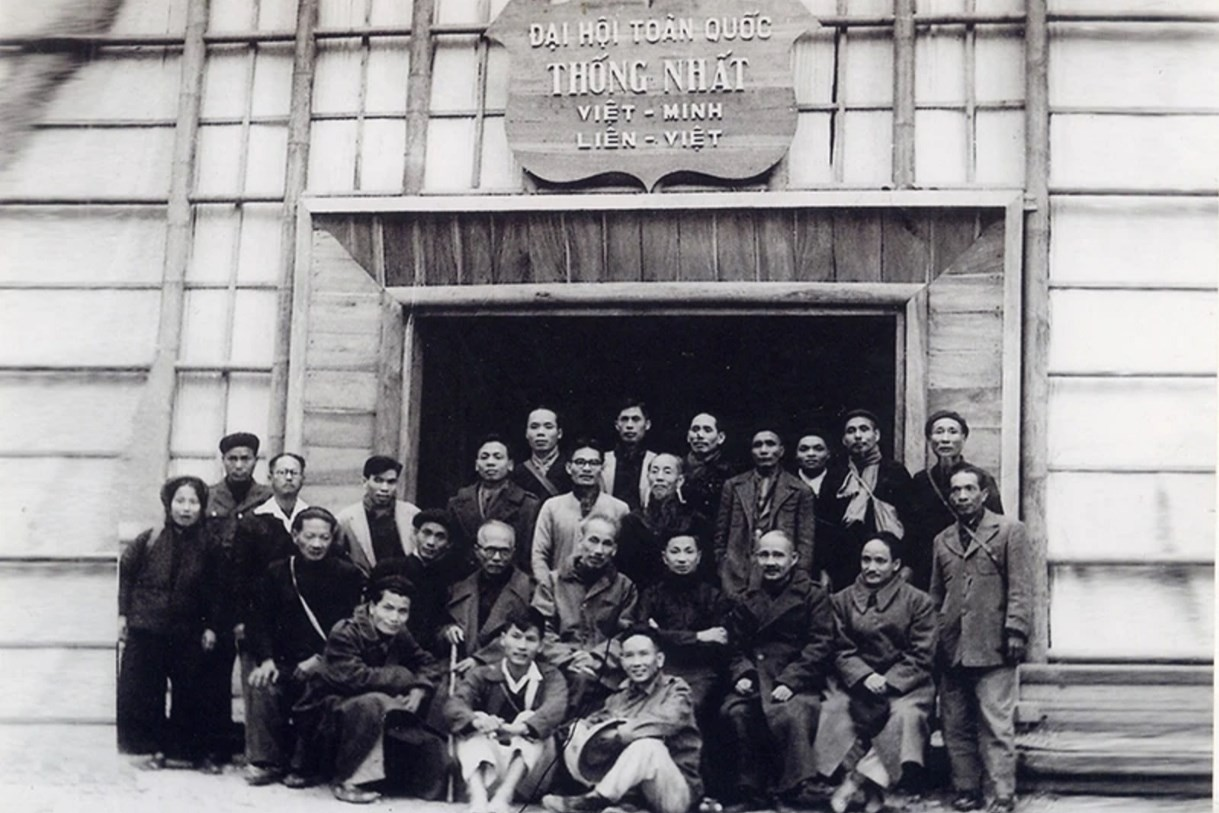 ĐẠI HỘI TOÀN QUỐC
THỐNG NHẤT
VIỆT - MINH
LIÊN - VIỆT